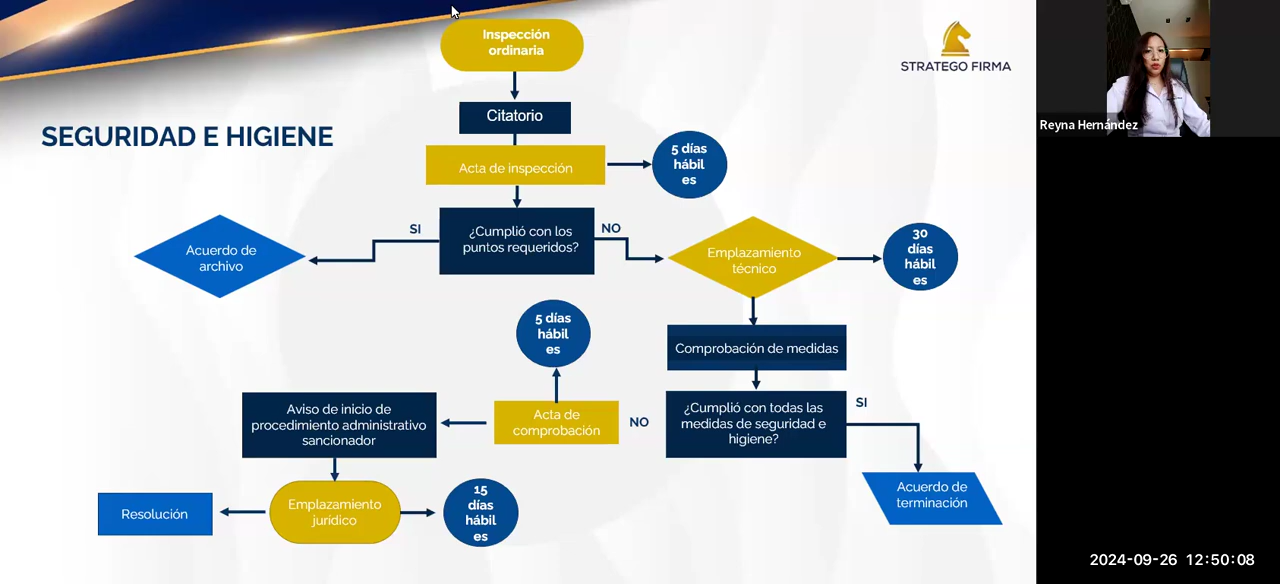 Inspección
ordinaria
STRATEGO FIRMA
Reyna Hernández
SEGURIDAD E HIGIENE
Citatorio
Acta de inspección
5 días
hábil
es
¿Cumplió con los
puntos requeridos?
SI
NO
Acuerdo de
archivo
Emplazamiento
técnico
30
días
hábil
es
Comprobación de medidas
¿Cumplió con todas las
medidas de seguridad e
higiene?
SI
NO
Acuerdo de
terminación
5 días
hábil
es
Acta de
comprobación
Aviso de inicio de
procedimiento administrativo
sancionador
Emplazamiento
jurídico
15
días
hábil
es
Resolución
2024-09-26 12:50:08